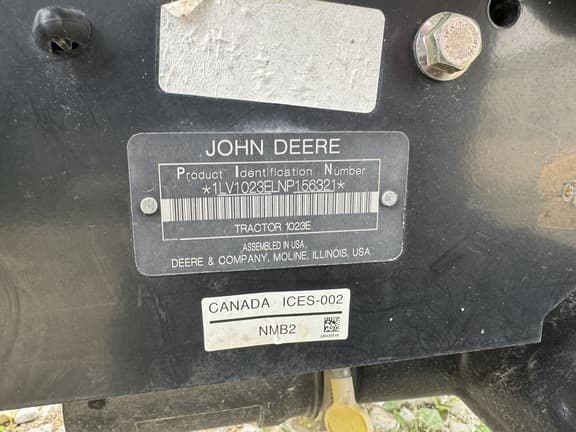 JOHN DEERE
Product Identification Number
*1LV1023ELNP156321*
TRACTOR 1023E
ASSEMBLED IN USA
DEERE & COMPANY, MOLINE, ILLINOIS, USA
CANADA ICES-002
NMB2